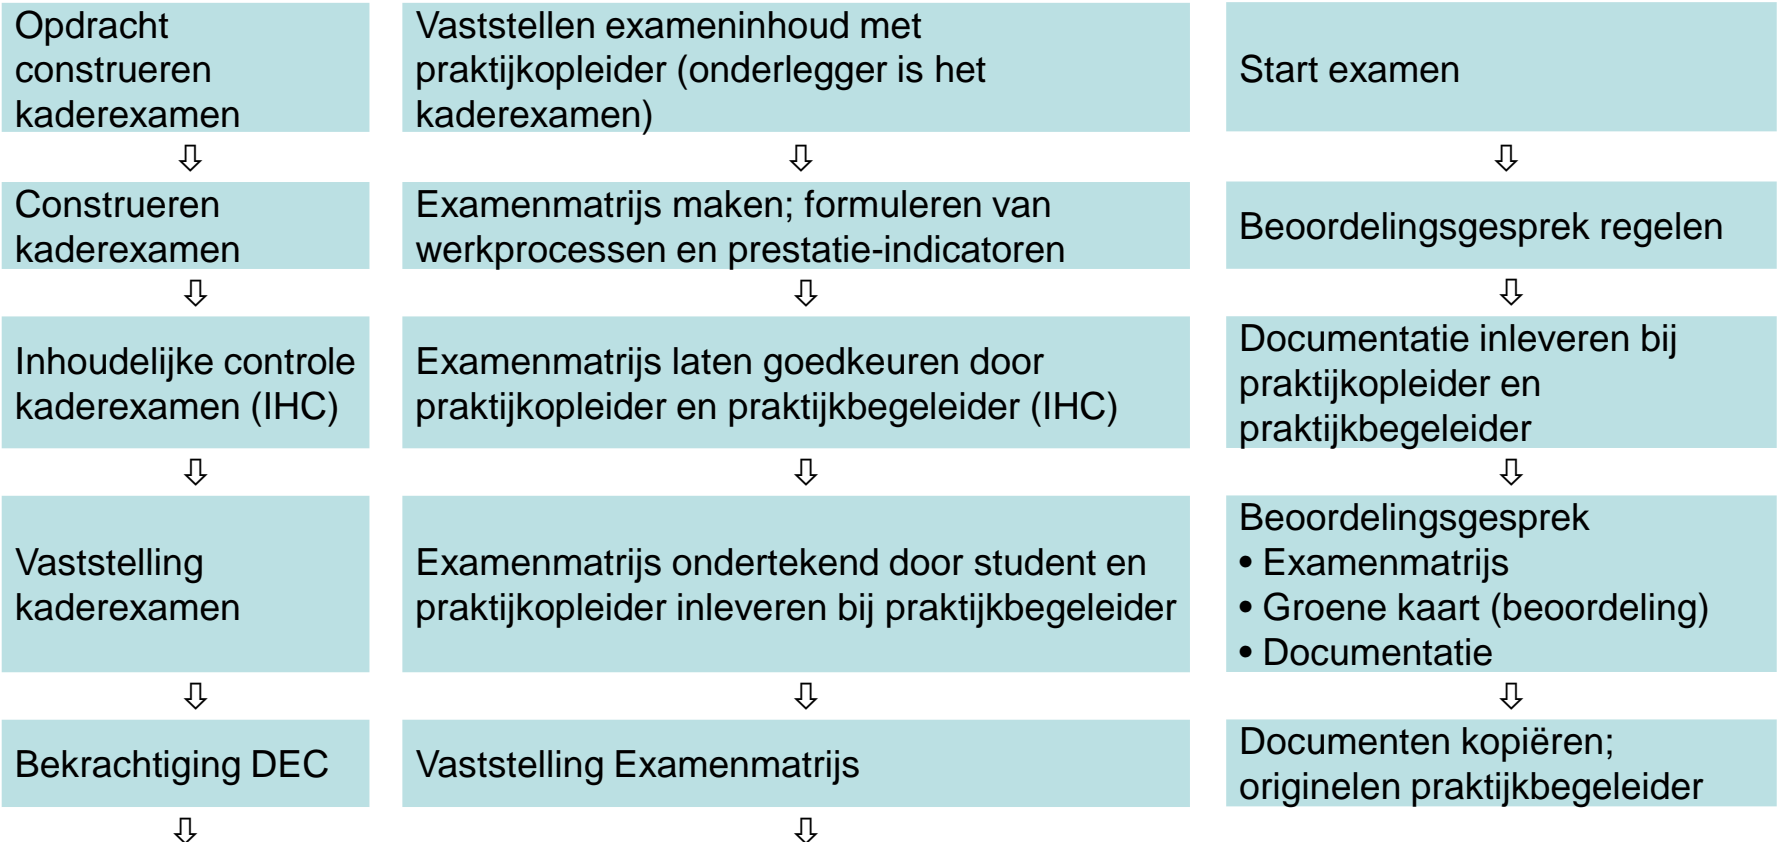 Opdracht
construeren
kaderexamen
⇩
Construeren
kaderexamen
⇩
Inhoudelijke controle
kaderexamen (IHC)
⇩
Vaststelling
kaderexamen
⇩
Bekrachtiging DEC
⇩
Vaststellen exameninhoud met
praktijkopleider (onderlegger is het
kaderexamen)
⇩
Examenmatrijs maken; formuleren van
werkprocessen en prestatie-indicatoren
⇩
Examenmatrijs laten goedkeuren door
praktijkopleider en praktijkbegeleider (IHC)
⇩
Examenmatrijs ondertekend door student en
praktijkopleider inleveren bij praktijkbegeleider
⇩
Vaststelling Examenmatrijs
⇩
Start examen
⇩
Beoordelingsgesprek regelen
⇩
Documentatie inleveren bij
praktijkopleider en
praktijkbegeleider
⇩
Beoordelingsgesprek
• Examenmatrijs
• Groene kaart (beoordeling)
• Documentatie
⇩
Documenten kopiëren;
originelen praktijkbegeleider